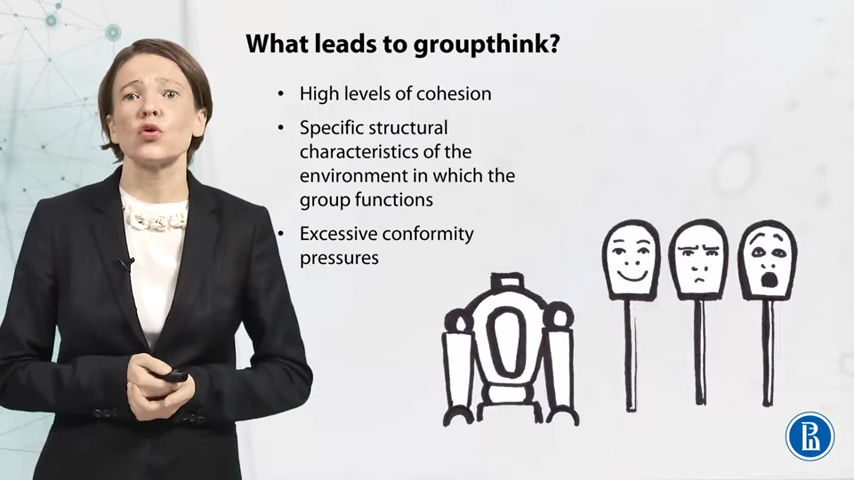 What leads to groupthink?
• High levels of cohesion
• Specific structural
characteristics of the
environment in which the
group functions
• Excessive conformity
pressures